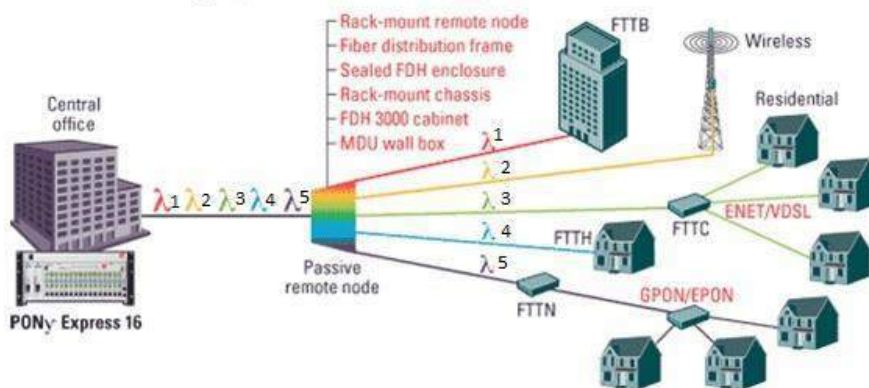 Rack-mount remote node
Fiber distribution frame
Sealed FDH enclosure
Rack-mount chassis
FDH 3000 cabinet
MDU wall box
FTTB
Wireless
Central
office
Residential
λ1 λ2 λ3 λ4 λ5
λ1
λ2
λ3
λ4
λ5
FTTC
ENET/VDSL
FTTH
Passive
remote node
FTTN
GPON/EPON
PONy Express 16